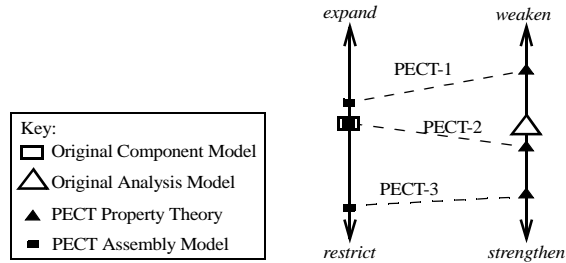 expand weaken
PECT-1
PECT-2
PECT-3
restrict strengthen
Key:
Original Component Model
Original Analysis Model
PECT Property Theory
PECT Assembly Model